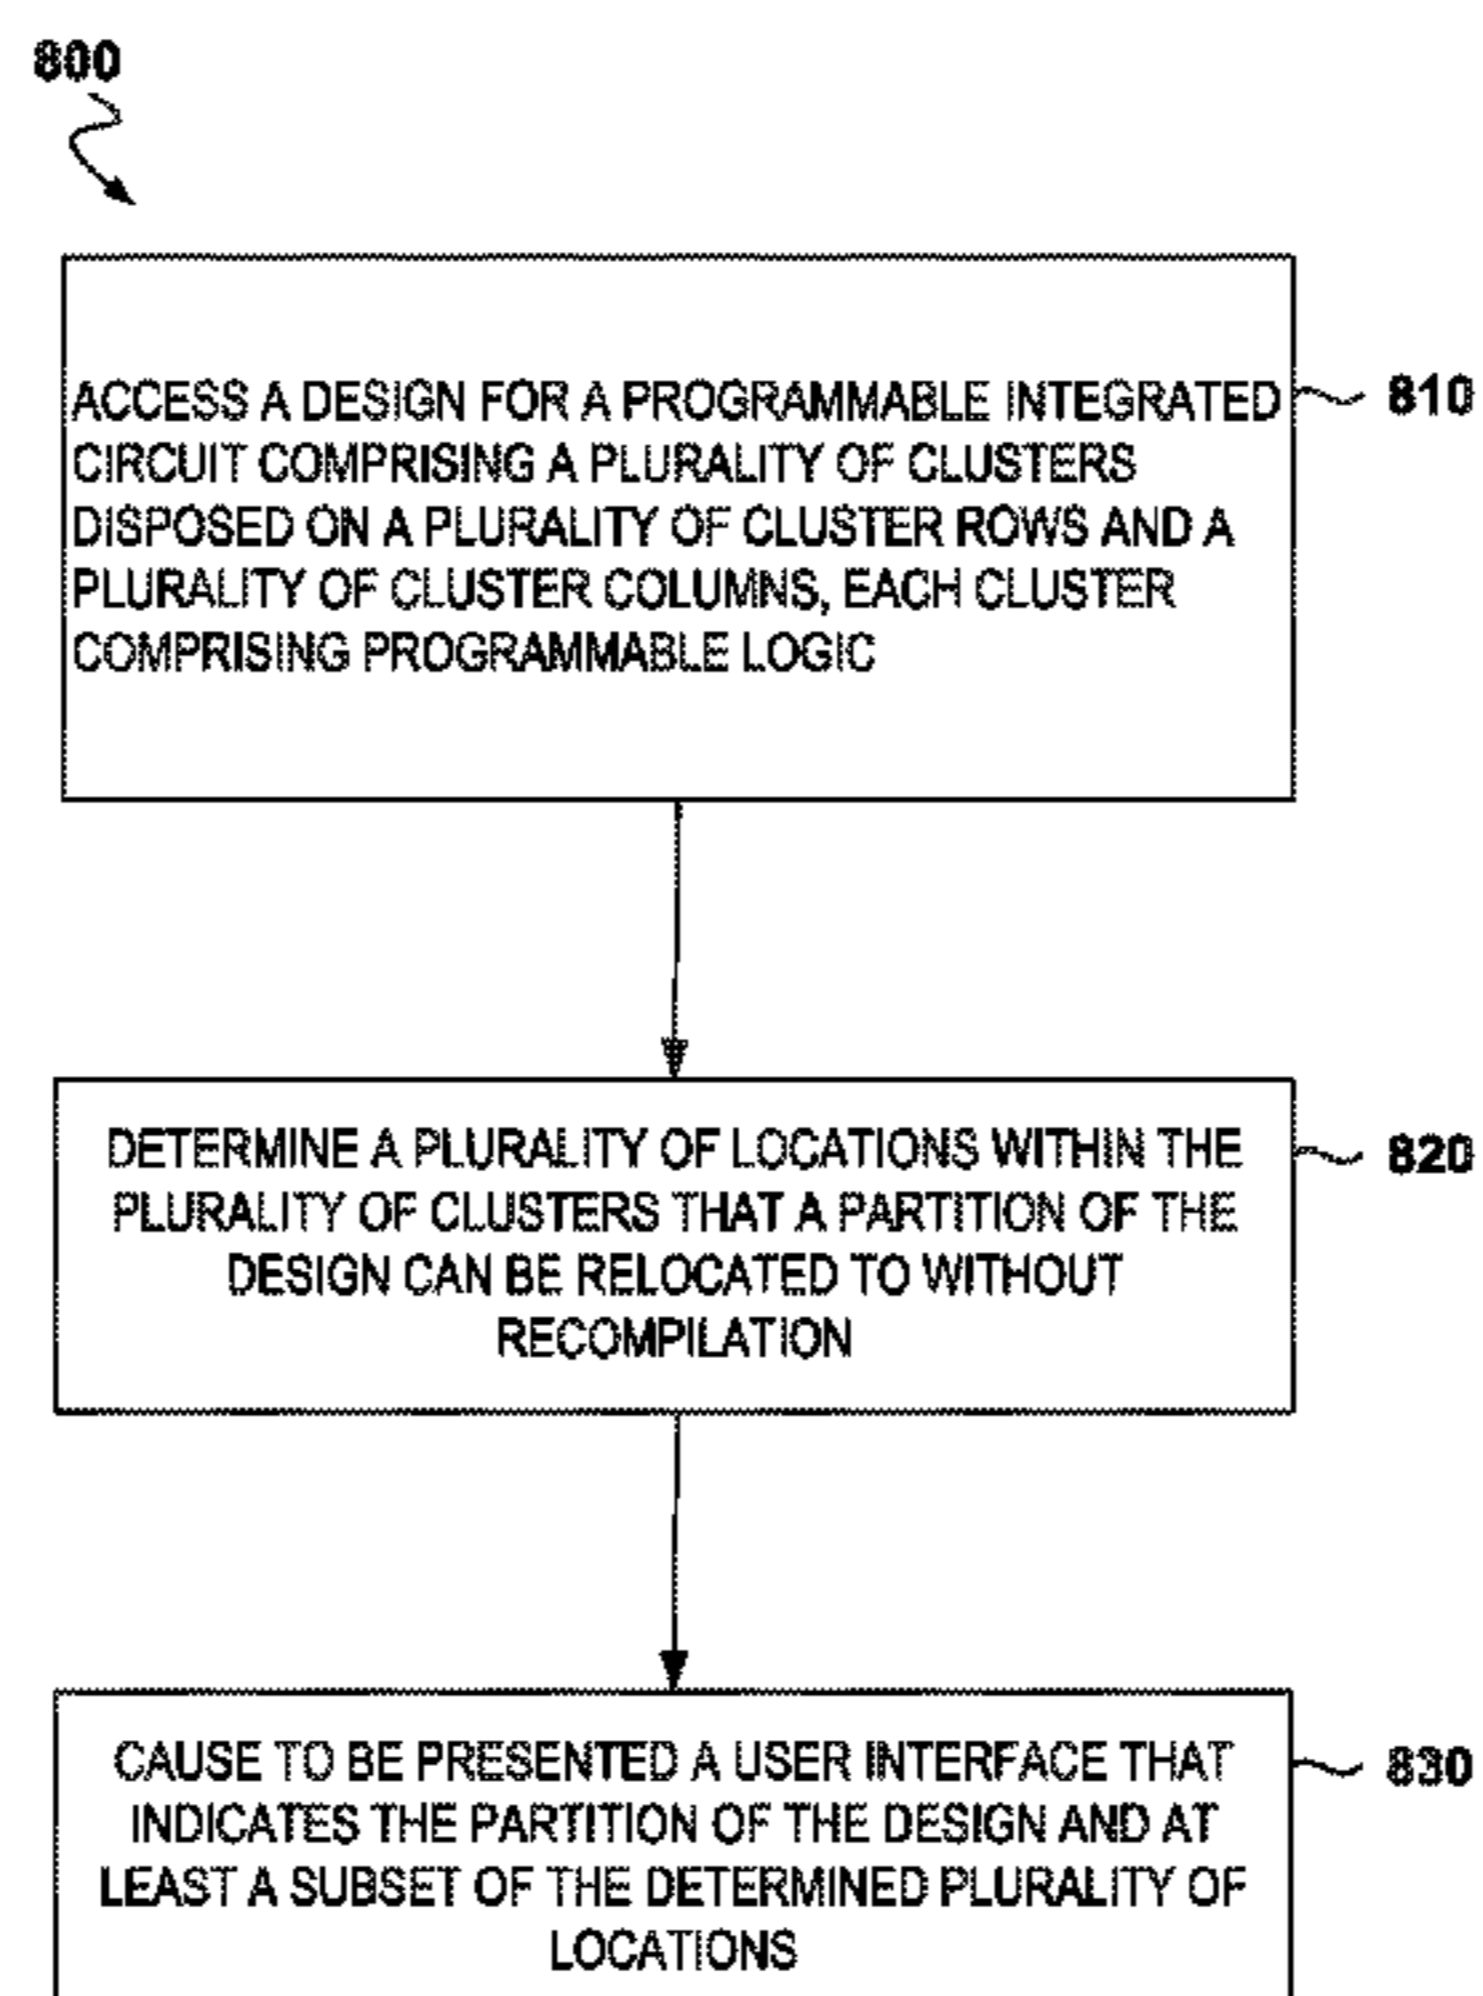 800
ACCESS A DESIGN FOR A PROGRAMMABLE INTEGRATED
CIRCUIT COMPRISING A PLURALITY OF CLUSTERS
DISPOSED ON A PLURALITY OF CLUSTER ROWS AND A
PLURALITY OF CLUSTER COLUMNS, EACH CLUSTER
COMPRISING PROGRAMMABLE LOGIC
810
DETERMINE A PLURALITY OF LOCATIONS WITHIN THE
PLURALITY OF CLUSTERS THAT A PARTITION OF THE
DESIGN CAN BE RELOCATED TO WITHOUT
RECOMPILATION
820
CAUSE TO BE PRESENTED A USER INTERFACE THAT
INDICATES THE PARTITION OF THE DESIGN AND AT
LEAST A SUBSET OF THE DETERMINED PLURALITY OF
LOCATIONS
830